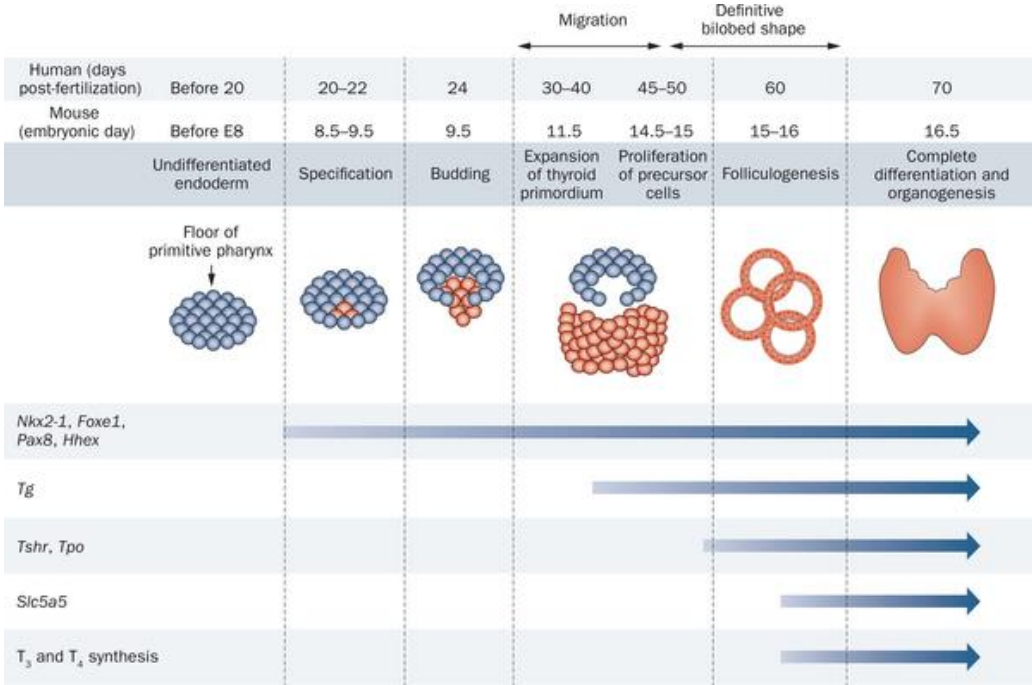 Migration
Definitive
bilobed shape
Human (days
post-fertilization)
Before 20
20–22
24
30–40
45–50
60
70
Mouse
(embryonic day)
Before E8
8.5–9.5
9.5
11.5
14.5–15
15–16
16.5
Undifferentiated
endoderm
Specification
Budding
Expansion
of thyroid
primordium
Proliferation
of precursor
cells
Folliculogenesis
Complete
differentiation and
organogenesis
Floor of
primitive pharynx
Nkx2-1, Foxe1,
Pax8, Hhex
Tg
Tshr, Tpo
Slc5a5
T₃ and T₄ synthesis